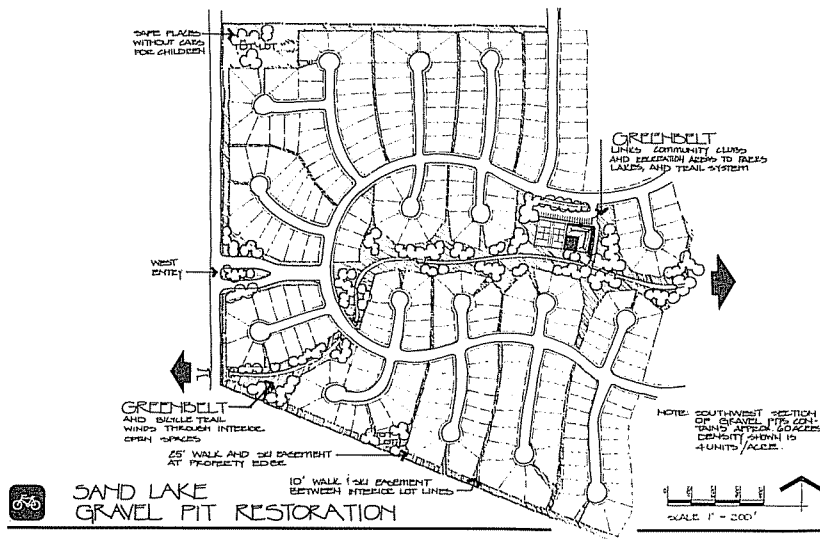 SAFE PLACES
WITHOUT CARS
FOR CHILDREN
TOT LOT
GREENBELT
LINKS COMMUNITY CLUBS
AND RECREATION AREAS TO PARKS
LAKES, AND TRAIL SYSTEM
WEST
ENTRY
GREENBELT
AND BICYCLE TRAIL
WINDS THROUGH INTERIOR
OPEN SPACES
TOT
LOT
25' WALK AND SKI EASEMENT
AT PROPERTY EDGE
10' WALK / SKI EASEMENT
BETWEEN INTERIOR LOT LINES
NOTE: SOUTHWEST SECTION
OF GRAVEL PITS CON-
TAINS APPROX. 60 ACRES
DENSITY SHOWN IS
4 UNITS/ACRE.
SAND LAKE
GRAVEL PIT RESTORATION
SCALE 1" = 200'